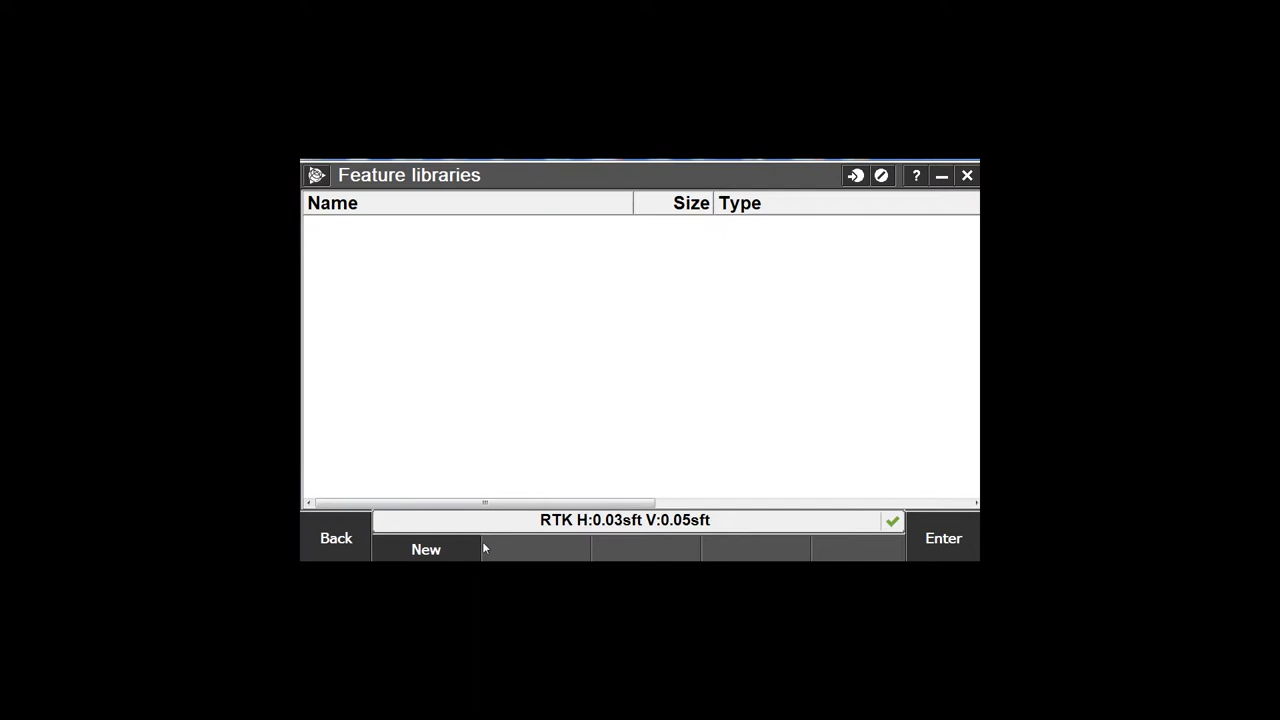 Feature libraries
?
Name Size Type
RTK H:0.03sft V:0.05sft
Back
New
Enter